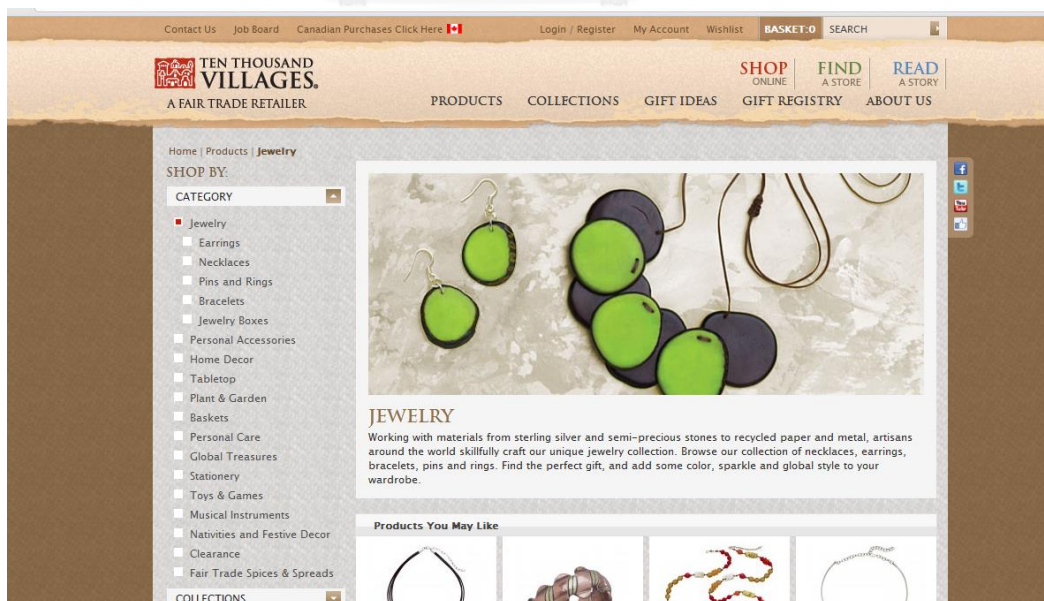 Contact Us Job Board Canadian Purchases Click Here Login / Register My Account Wishlist BASKET:0 SEARCH
TEN THOUSAND
VILLAGES.
A FAIR TRADE RETAILER
SHOP
ONLINE
FIND
A STORE
READ
A STORY
PRODUCTS COLLECTIONS GIFT IDEAS GIFT REGISTRY ABOUT US
Home | Products | Jewelry
SHOP BY:
CATEGORY
Jewelry
Earrings
Necklaces
Pins and Rings
Bracelets
Jewelry Boxes
Personal Accessories
Home Decor
Tabletop
Plant & Garden
Baskets
Personal Care
Global Treasures
Stationery
Toys & Games
Musical Instruments
Nativities and Festive Decor
Clearance
Fair Trade Spices & Spreads
COLLECTIONS
JEWELRY
Working with materials from sterling silver and semi-precious stones to recycled paper and metal, artisans
around the world skillfully craft our unique jewelry collection. Browse our collection of necklaces, earrings,
bracelets, pins and rings. Find the perfect gift, and add some color, sparkle and global style to your
wardrobe.
Products You May Like